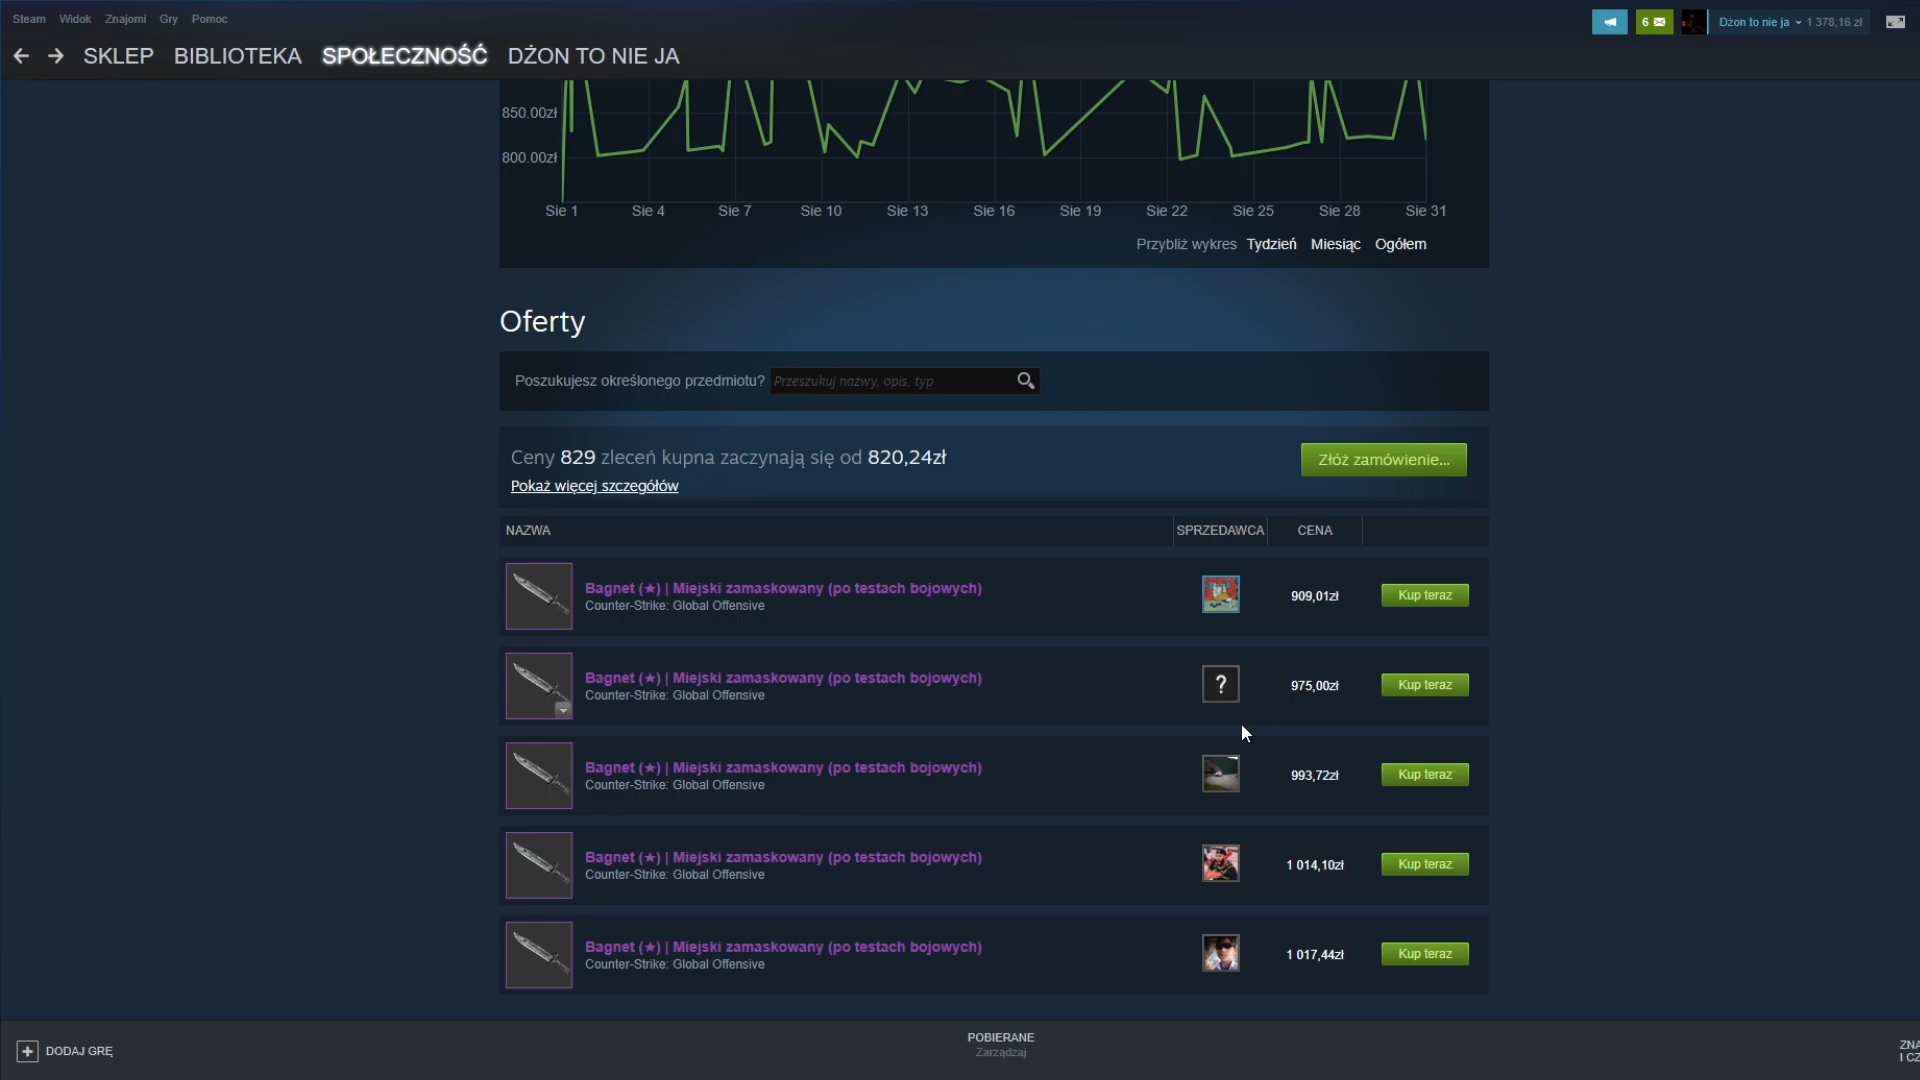 Steam Widok Znajomi Gry Pomoc
6 Dżon to nie ja 1 378,16 zł
SKLEP BIBLIOTEKA SPOŁECZNOŚĆ DŻON TO NIE JA
850.00zł
800.00zł
Sie 1 Sie 4 Sie 7 Sie 10 Sie 13 Sie 16 Sie 19 Sie 22 Sie 25 Sie 28 Sie 31
Przybliż wykres Tydzień Miesiąc Ogółem
Oferty
Poszukujesz określonego przedmiotu? Przeszukuj nazwy, opis, typ
Ceny 829 zleceń kupna zaczynają się od 820,24zł
Złóż zamówienie...
Pokaż więcej szczegółów
NAZWA SPRZEDAWCA CENA
Bagnet (★) | Miejski zamaskowany (po testach bojowych)
Counter-Strike: Global Offensive
909,01zł Kup teraz
Bagnet (★) | Miejski zamaskowany (po testach bojowych)
Counter-Strike: Global Offensive
? 975,00zł Kup teraz
Bagnet (★) | Miejski zamaskowany (po testach bojowych)
Counter-Strike: Global Offensive
993,72zł Kup teraz
Bagnet (★) | Miejski zamaskowany (po testach bojowych)
Counter-Strike: Global Offensive
1 014,10zł Kup teraz
Bagnet (★) | Miejski zamaskowany (po testach bojowych)
Counter-Strike: Global Offensive
1 017,44zł Kup teraz
+ DODAJ GRĘ
POBIERANE
Zarządzaj
ZNA
I CZ